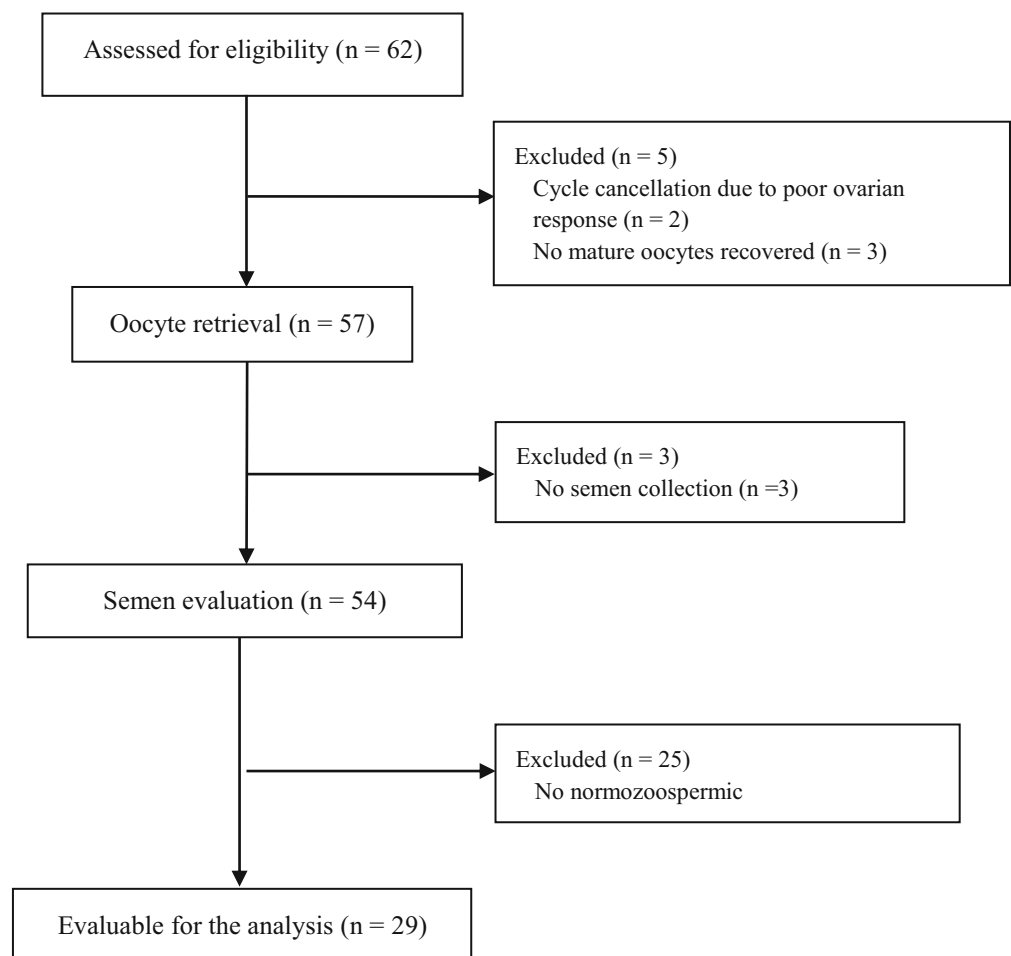 Assessed for eligibility (n = 62)
Excluded (n = 5)
Cycle cancellation due to poor ovarian
response (n = 2)
No mature oocytes recovered (n = 3)
Oocyte retrieval (n = 57)
Excluded (n = 3)
No semen collection (n =3)
Semen evaluation (n = 54)
Excluded (n = 25)
No normozoospermic
Evaluable for the analysis (n = 29)